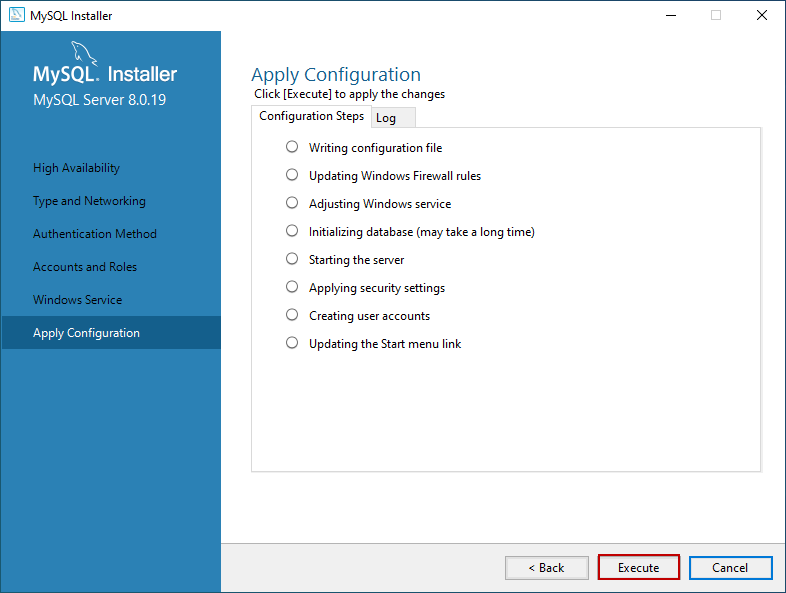 MySQL Installer
MySQL. Installer
MySQL Server 8.0.19
High Availability
Type and Networking
Authentication Method
Accounts and Roles
Windows Service
Apply Configuration
Apply Configuration
Click [Execute] to apply the changes
Configuration Steps Log
Writing configuration file
Updating Windows Firewall rules
Adjusting Windows service
Initializing database (may take a long time)
Starting the server
Applying security settings
Creating user accounts
Updating the Start menu link
< Back Execute Cancel